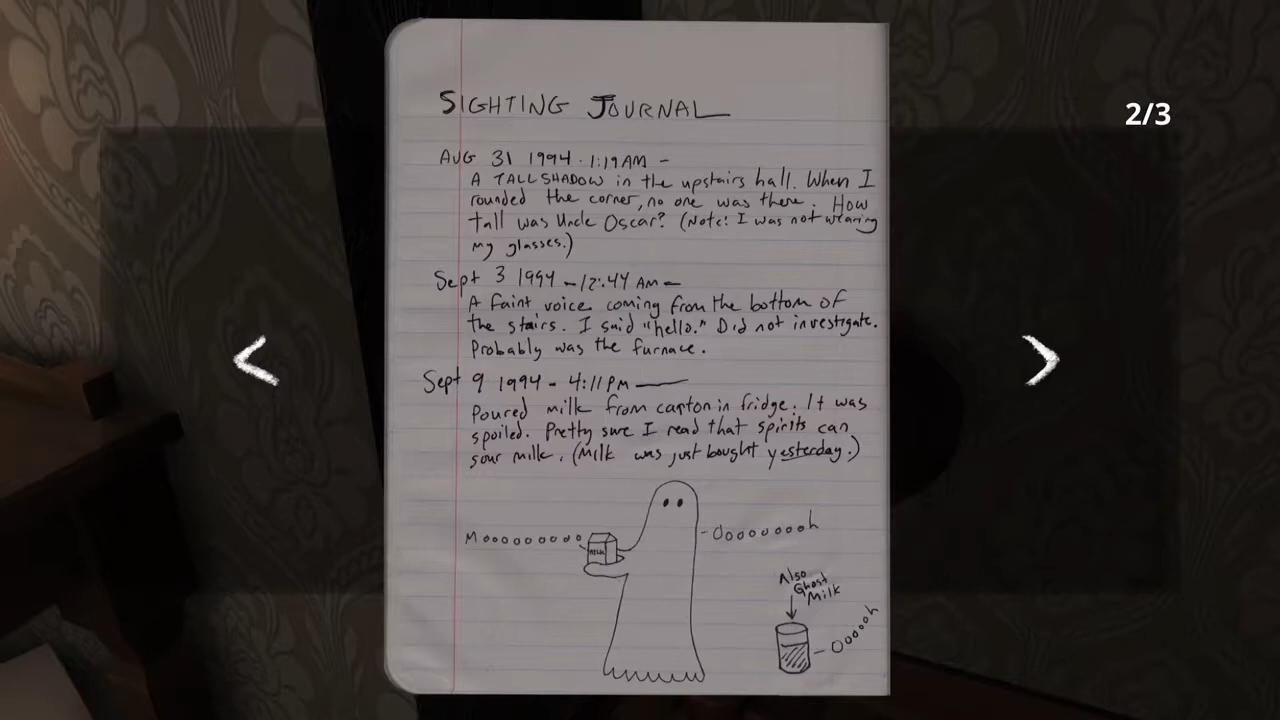 2/3
SIGHTING JOURNAL
AUG 31 1994 · 1:19 AM -
A TALL SHADOW in the upstairs hall. When I
rounded the corner, no one was there. How
tall was Uncle Oscar? (Note: I was not wearing
my glasses.)
Sept 3 1994 - 12:44 AM -
A faint voice coming from the bottom of
the stairs. I said "hello." Did not investigate.
Probably was the furnace.
Sept 9 1994 - 4:11 PM
Poured milk from carton in fridge. It was
spoiled. Pretty sure I read that spirits can
sour milk. (Milk was just bought yesterday.)
Mooooooooo
MILK
-Oooooooooh
Also
Ghost
Milk
-Oooooh